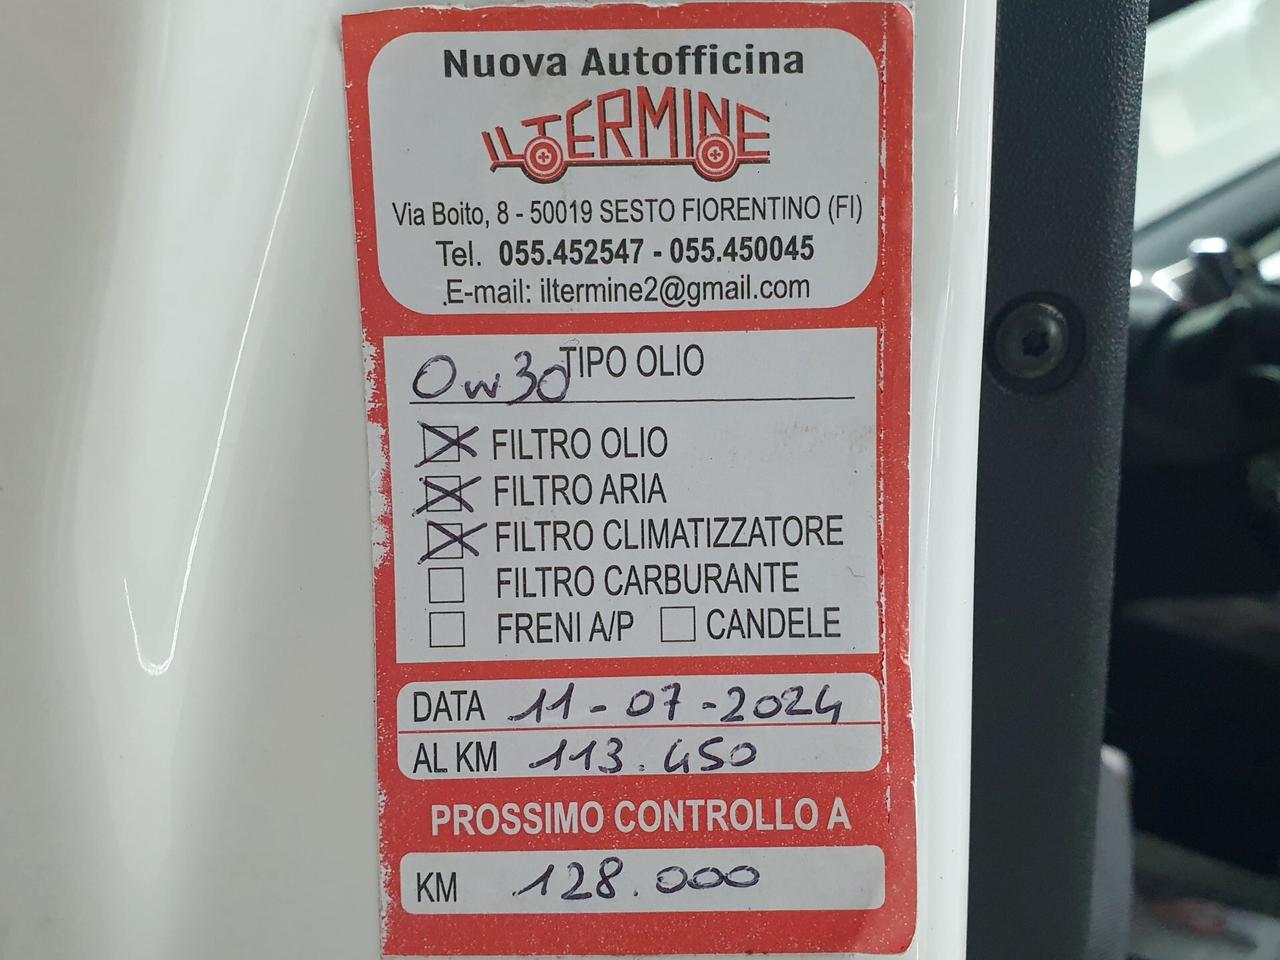 Nuova Autofficina
IL TERMINE
Via Boito, 8 - 50019 SESTO FIORENTINO (FI)
Tel. 055.452547 - 055.450045
E-mail: iltermine2@gmail.com
0w30 TIPO OLIO
FILTRO OLIO
FILTRO ARIA
FILTRO CLIMATIZZATORE
FILTRO CARBURANTE
FRENI A/P CANDELE
DATA 11-07-2024
AL KM 113.450
PROSSIMO CONTROLLO A
KM 128.000